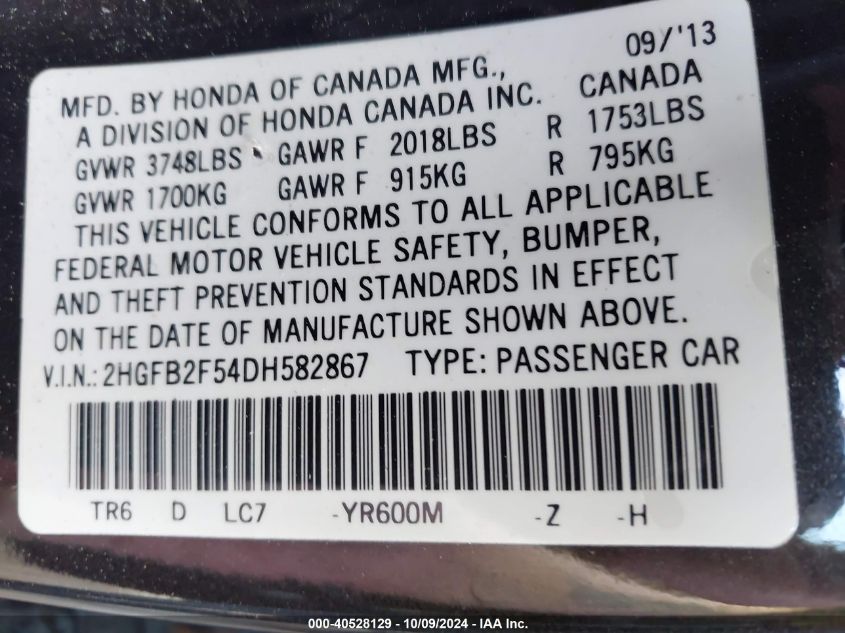 09/'13
MFD. BY HONDA OF CANADA MFG., CANADA
A DIVISION OF HONDA CANADA INC.
GVWR 3748LBS GAWR F 2018LBS R 1753LBS
GVWR 1700KG GAWR F 915KG R 795KG
THIS VEHICLE CONFORMS TO ALL APPLICABLE
FEDERAL MOTOR VEHICLE SAFETY, BUMPER,
AND THEFT PREVENTION STANDARDS IN EFFECT
ON THE DATE OF MANUFACTURE SHOWN ABOVE.
V.I.N.: 2HGFB2F54DH582867 TYPE: PASSENGER CAR
TR6 D LC7 -YR600M -Z -H
000-40528129 - 10/09/2024 - IAA Inc.